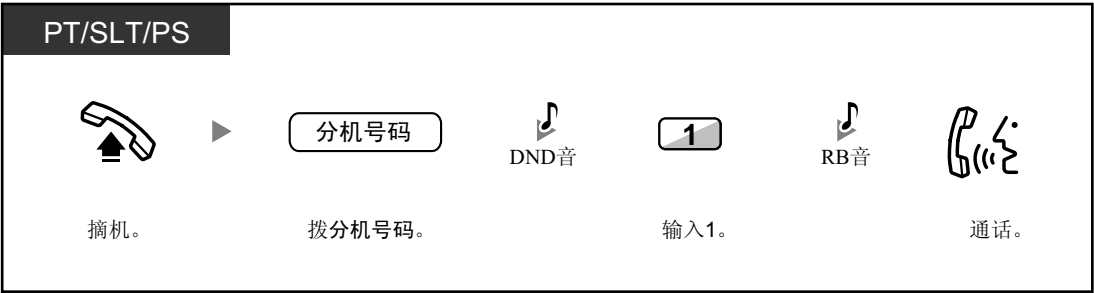 PT/SLT/PS
分机号码
1
DND音
RB音
摘机。
拨分机号码。
输入1。
通话。